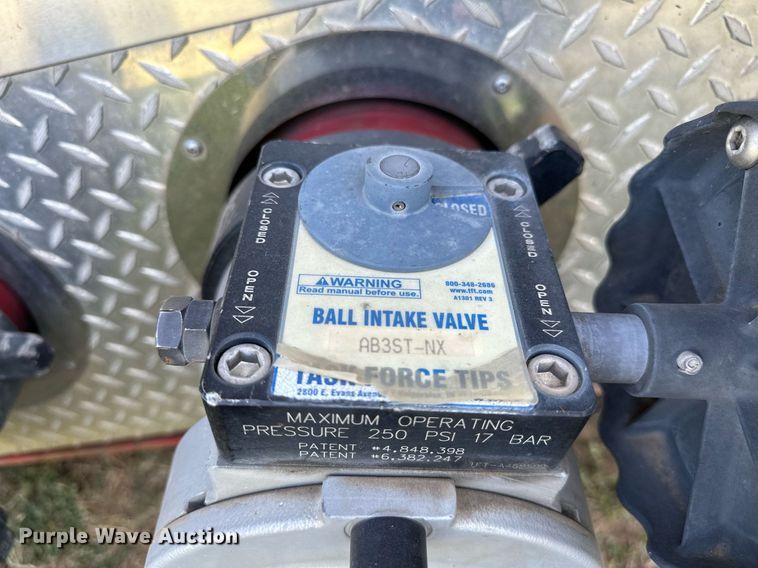 CLOSED
CLOSED
OPEN
WARNING
Read manual before use.
800-348-2686
www.tft.com
A1381 REV 3
CLOSED
OPEN
BALL INTAKE VALVE
AB3ST-NX
TASK FORCE TIPS
2800 E. Evans
MAXIMUM OPERATING
PRESSURE 250 PSI 17 BAR
PATENT #4.848.398
PATENT #6.382.247
Purple Wave Auction